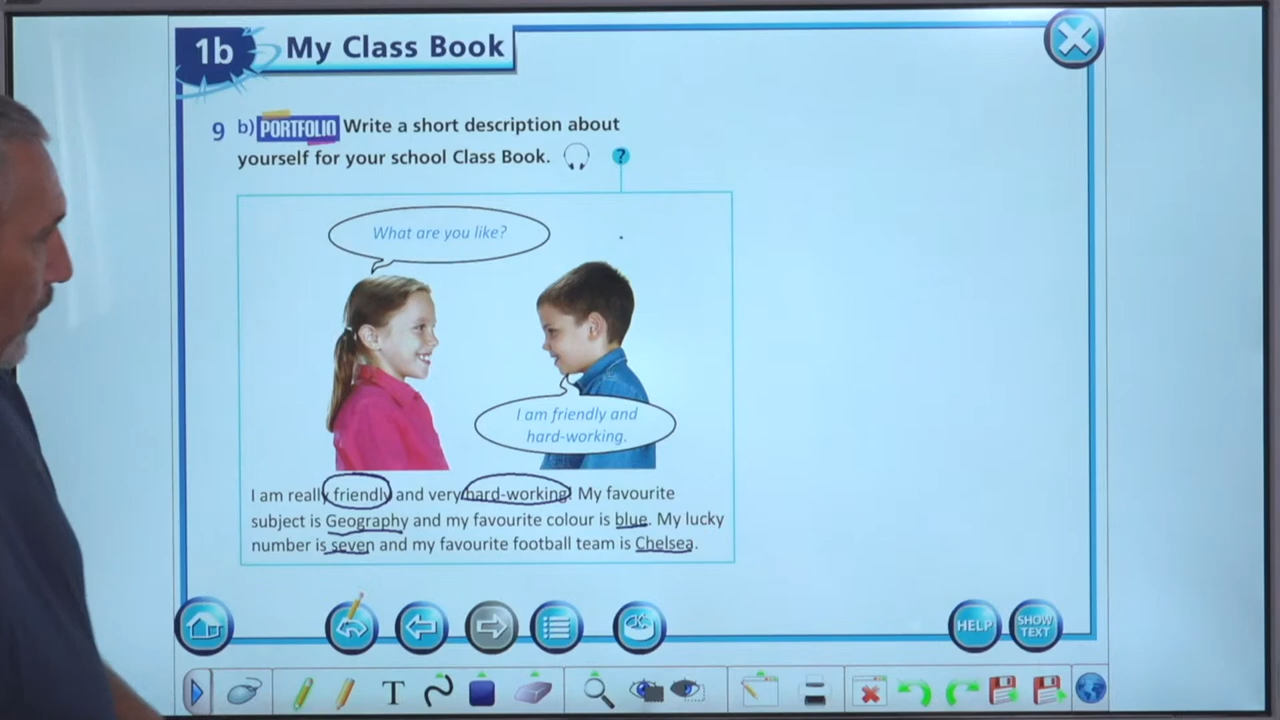 1b My Class Book
9 b) PORTFOLIO Write a short description about
yourself for your school Class Book. ?
What are you like?
I am friendly and
hard-working.
I am really friendly and very hard-working! My favourite
subject is Geography and my favourite colour is blue. My lucky
number is seven and my favourite football team is Chelsea.
HELP
SHOW
TEXT
T